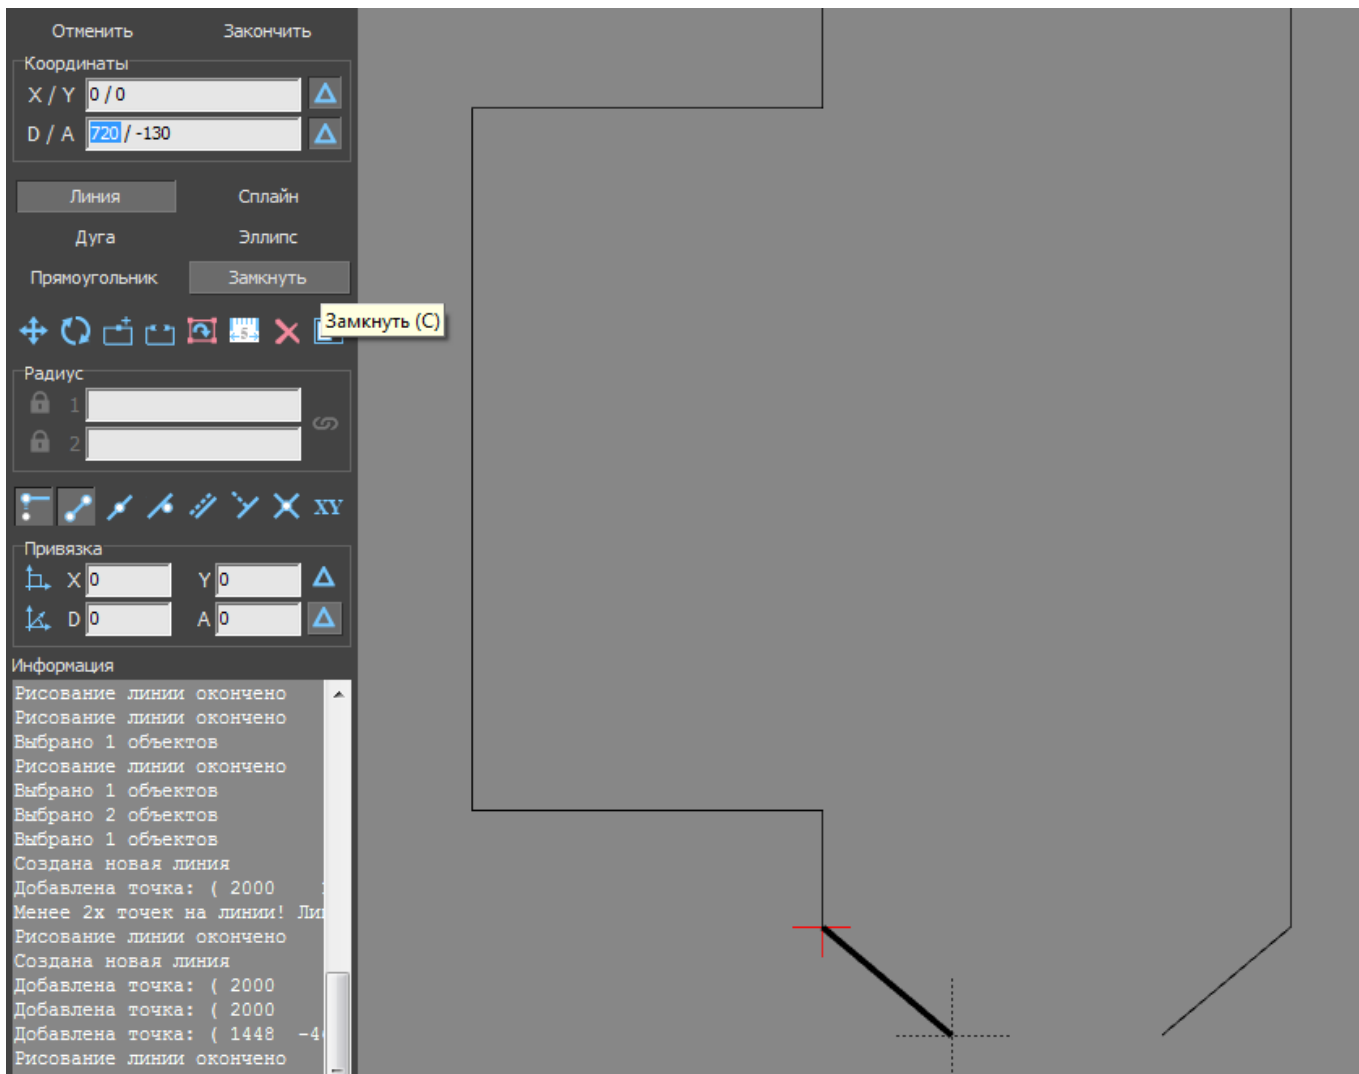 Отменить Закончить
Координаты
X / Y 0 / 0
D / A 720 / -130
Линия Сплайн
Дуга Эллипс
Прямоугольник Замкнуть
Замкнуть (C)
5
Радиус
1
2
XY
Привязка
X 0 Y 0
D 0 A 0
Информация
Рисование линии окончено
Рисование линии окончено
Выбрано 1 объектов
Рисование линии окончено
Выбрано 1 объектов
Выбрано 2 объектов
Выбрано 1 объектов
Создана новая линия
Добавлена точка: ( 2000
Менее 2х точек на линии!
Рисование линии окончено
Создана новая линия
Добавлена точка: ( 2000
Добавлена точка: ( 2000
Добавлена точка: ( 1448
Рисование линии окончено